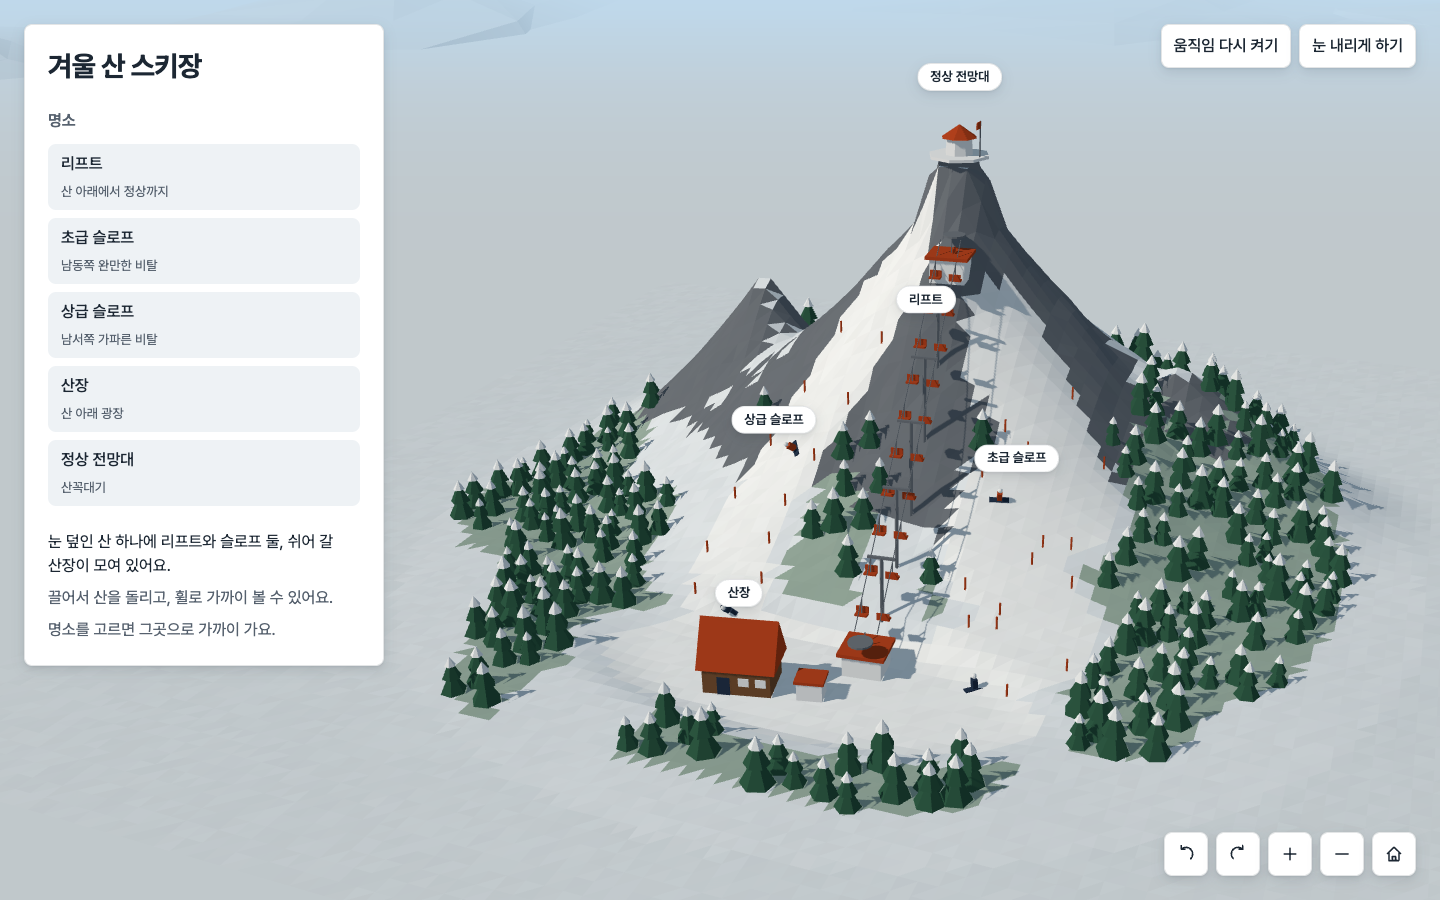 겨울 산 스키장
명소
리프트
산 아래에서 정상까지
초급 슬로프
남동쪽 완만한 비탈
상급 슬로프
남서쪽 가파른 비탈
산장
산 아래 광장
정상 전망대
산꼭대기
눈 덮인 산 하나에 리프트와 슬로프 둘, 쉬어 갈
산장이 모여 있어요.
끌어서 산을 돌리고, 휠로 가까이 볼 수 있어요.
명소를 고르면 그곳으로 가까이 가요.
움직임 다시 켜기
눈 내리게 하기
정상 전망대
리프트
상급 슬로프
초급 슬로프
산장